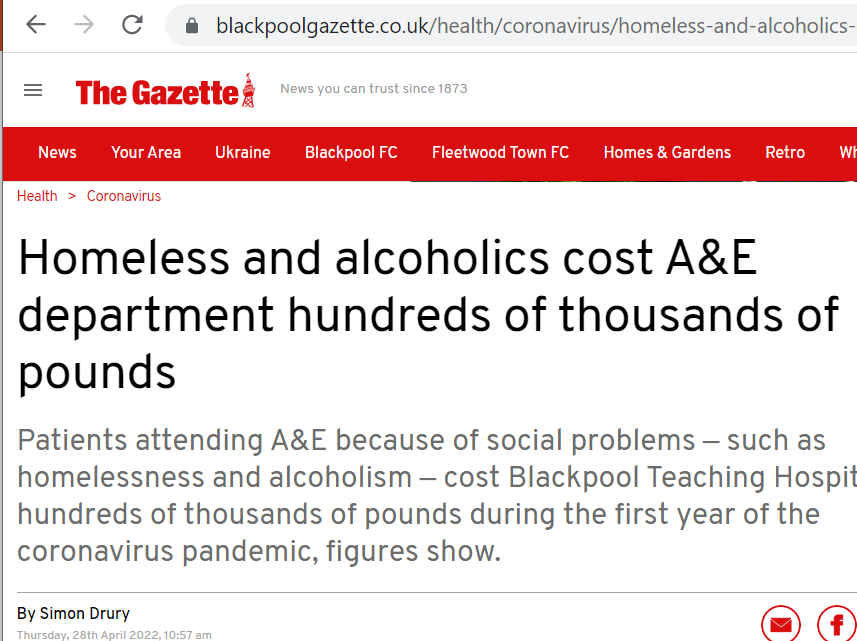 blackpoolgazette.co.uk/health/coronavirus/homeless-and-alcoholics-
The Gazette News you can trust since 1873
News Your Area Ukraine Blackpool FC Fleetwood Town FC Homes & Gardens Retro Wh
Health > Coronavirus
Homeless and alcoholics cost A&E
department hundreds of thousands of
pounds
Patients attending A&E because of social problems – such as
homelessness and alcoholism – cost Blackpool Teaching Hospit
hundreds of thousands of pounds during the first year of the
coronavirus pandemic, figures show.
By Simon Drury
Thursday, 28th April 2022, 10:57 am